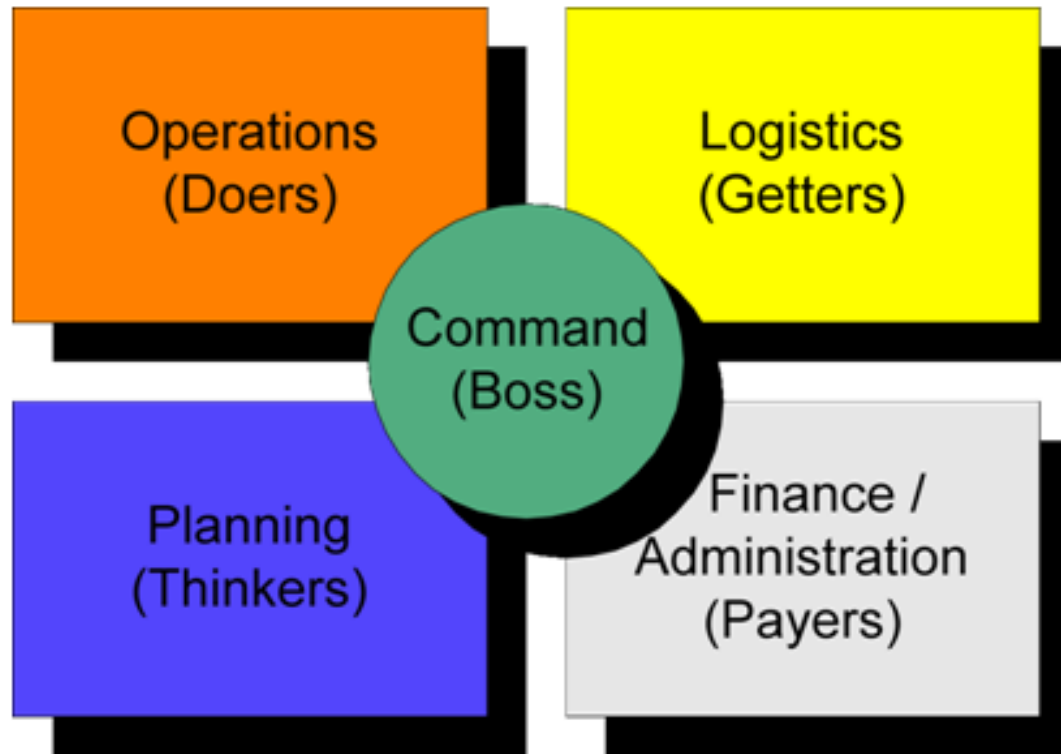 Operations
(Doers)
Logistics
(Getters)
Command
(Boss)
Planning
(Thinkers)
Finance /
Administration
(Payers)